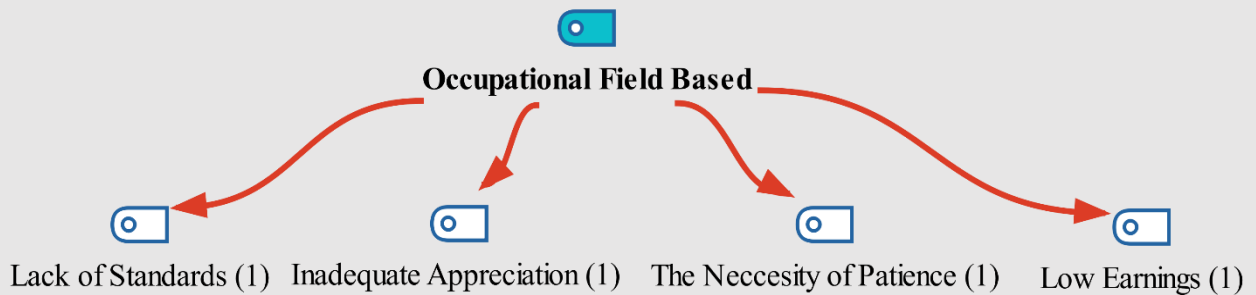 Occupational Field Based
Lack of Standards (1)
Inadequate Appreciation (1)
The Neccesity of Patience (1)
Low Earnings (1)